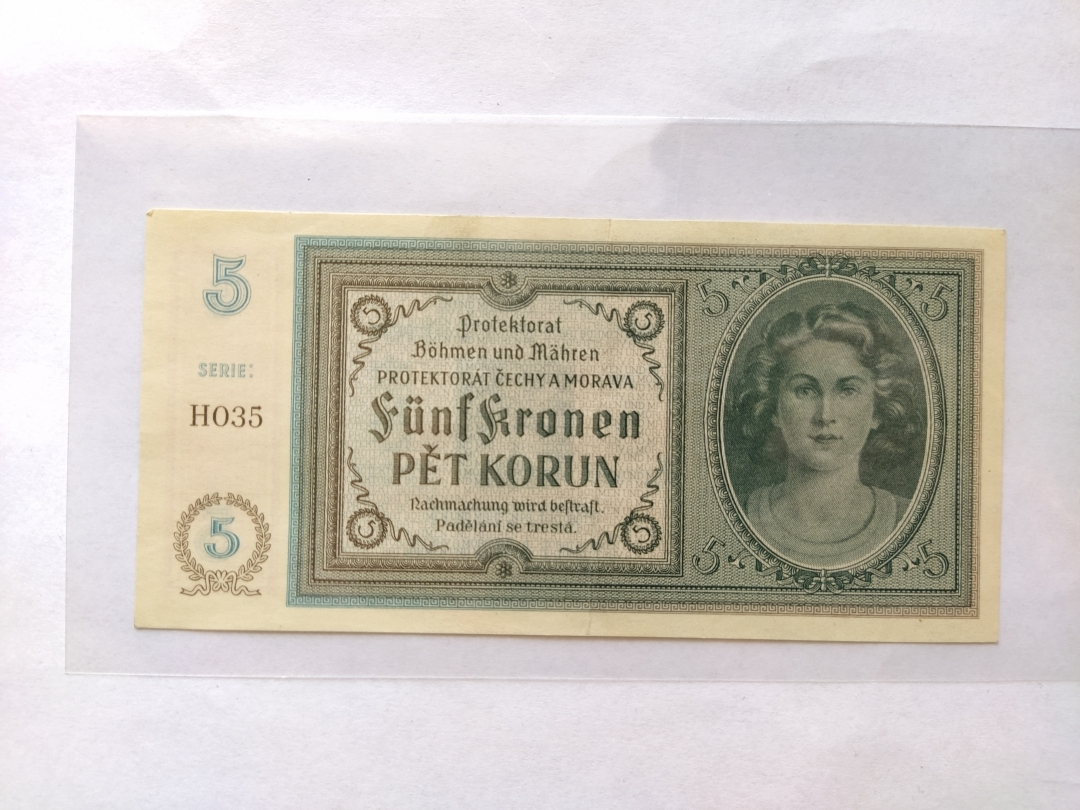 5
SERIE:
H035
5
Protektorat
Böhmen und Mähren
PROTEKTORÁT ČECHY A MORAVA
Fünf Kronen
PĚT KORUN
Nachmachung wird bestraft.
Padělání se trestá.
5
5
5
5
5
5
5
5